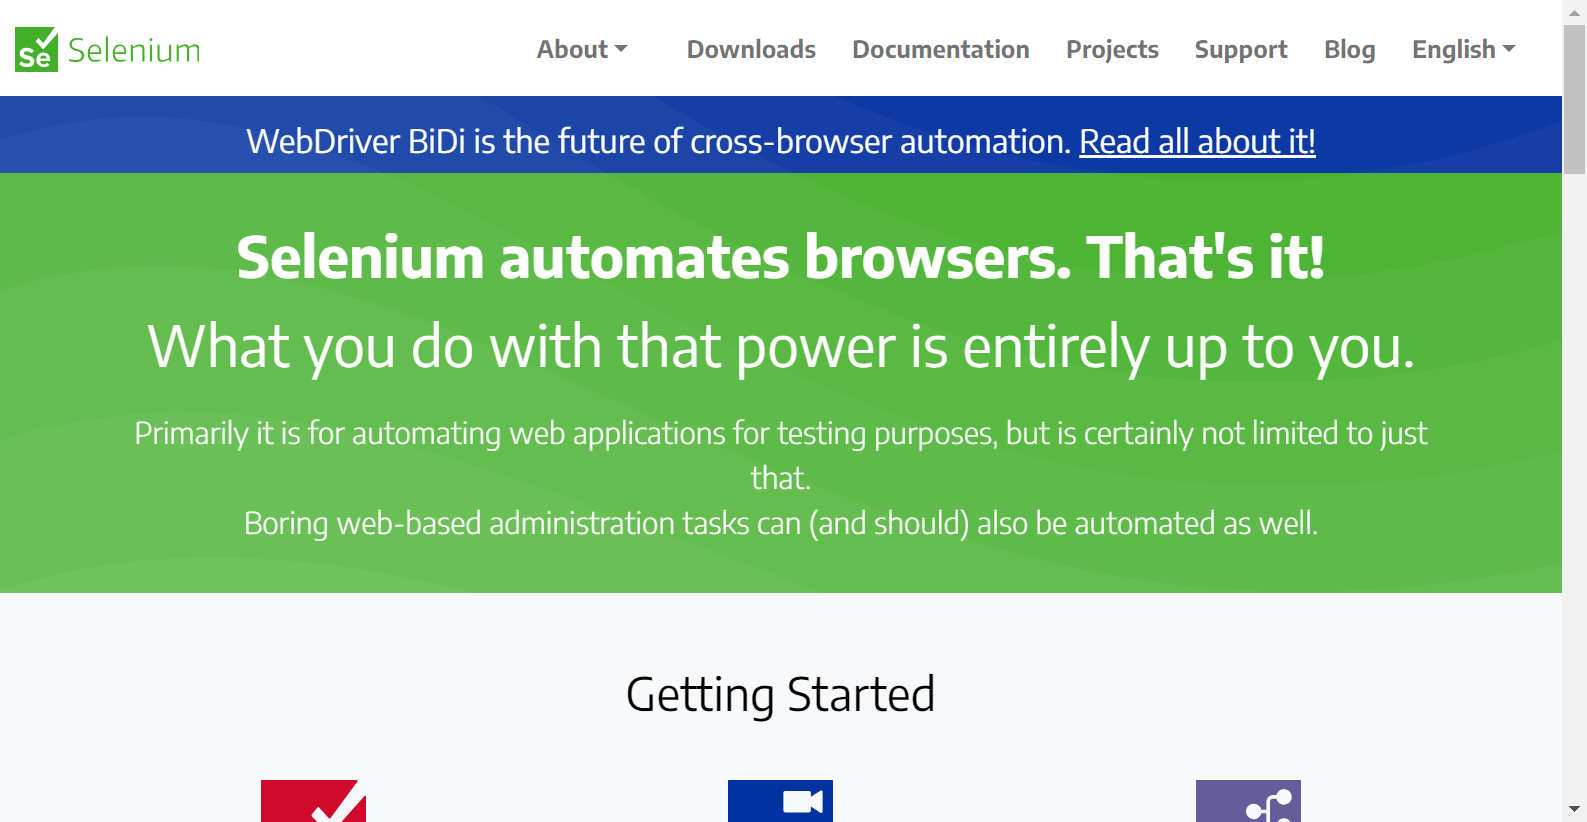 Se Selenium
About Downloads Documentation Projects Support Blog English
WebDriver BiDi is the future of cross-browser automation. Read all about it!
Selenium automates browsers. That's it!
What you do with that power is entirely up to you.
Primarily it is for automating web applications for testing purposes, but is certainly not limited to just
that.
Boring web-based administration tasks can (and should) also be automated as well.
Getting Started